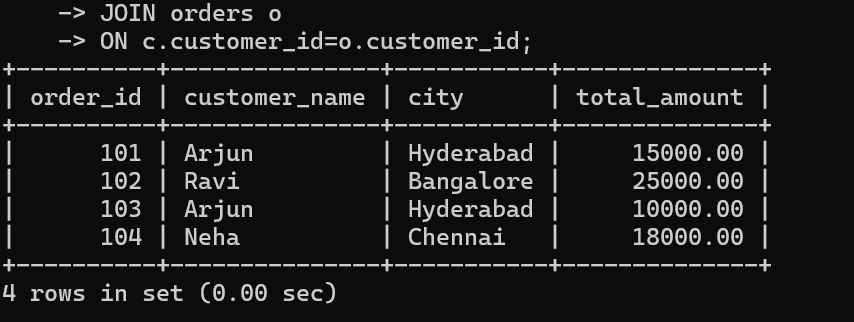 -> JOIN orders o
    -> ON c.customer_id=o.customer_id;
+----------+---------------+-----------+--------------+
| order_id | customer_name | city      | total_amount |
+----------+---------------+-----------+--------------+
|      101 | Arjun         | Hyderabad |     15000.00 |
|      102 | Ravi          | Bangalore |     25000.00 |
|      103 | Arjun         | Hyderabad |     10000.00 |
|      104 | Neha          | Chennai   |     18000.00 |
+----------+---------------+-----------+--------------+
4 rows in set (0.00 sec)